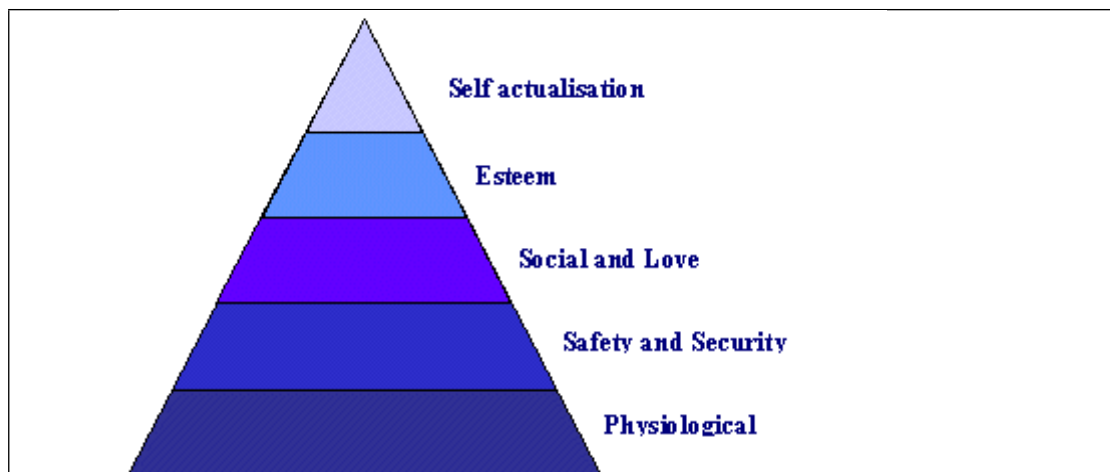 Self actualisation
Esteem
Social and Love
Safety and Security
Physiological